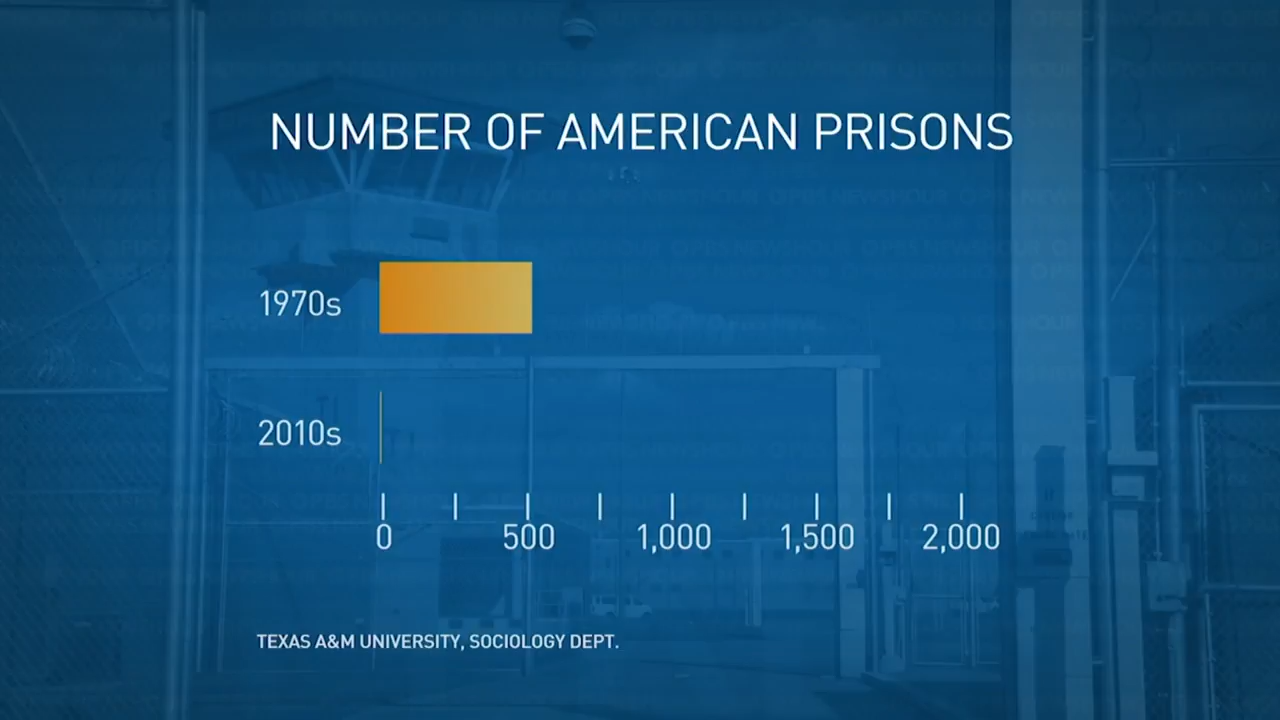 NUMBER OF AMERICAN PRISONS
1970s
2010s
0 500 1,000 1,500 2,000
TEXAS A&M UNIVERSITY, SOCIOLOGY DEPT.